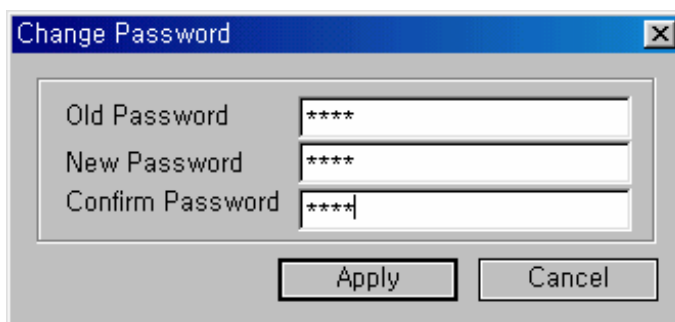 Change Password
Old Password ****
New Password ****
Confirm Password ****
Apply Cancel